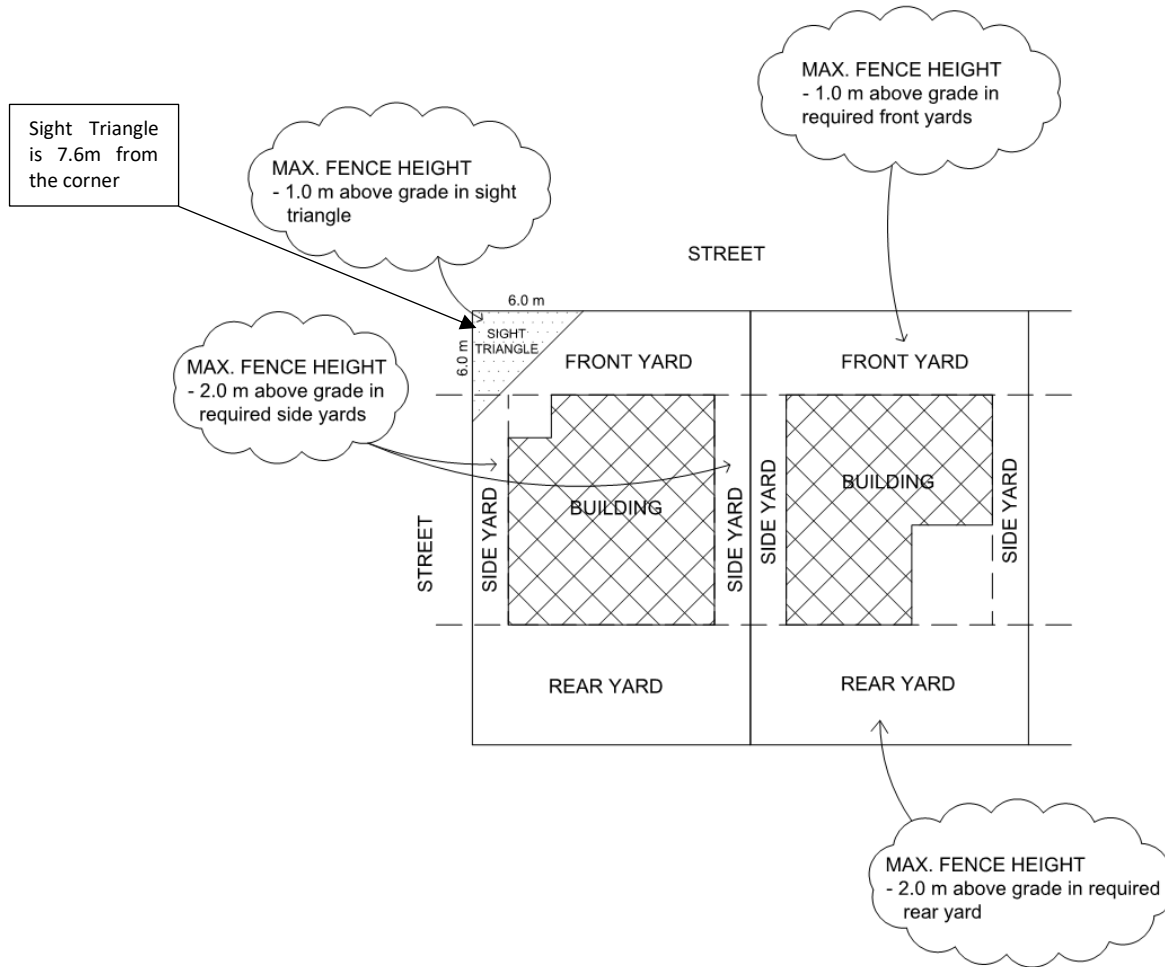 MAX. FENCE HEIGHT
- 1.0 m above grade in
required front yards
Sight Triangle
is 7.6m from
the corner
MAX. FENCE HEIGHT
- 1.0 m above grade in sight
triangle
STREET
6.0 m
6.0 m
SIGHT
TRIANGLE
MAX. FENCE HEIGHT
- 2.0 m above grade in
required side yards
FRONT YARD
FRONT YARD
STREET
SIDE YARD
BUILDING
SIDE YARD
SIDE YARD
BUILDING
SIDE YARD
REAR YARD
REAR YARD
MAX. FENCE HEIGHT
- 2.0 m above grade in required
rear yard